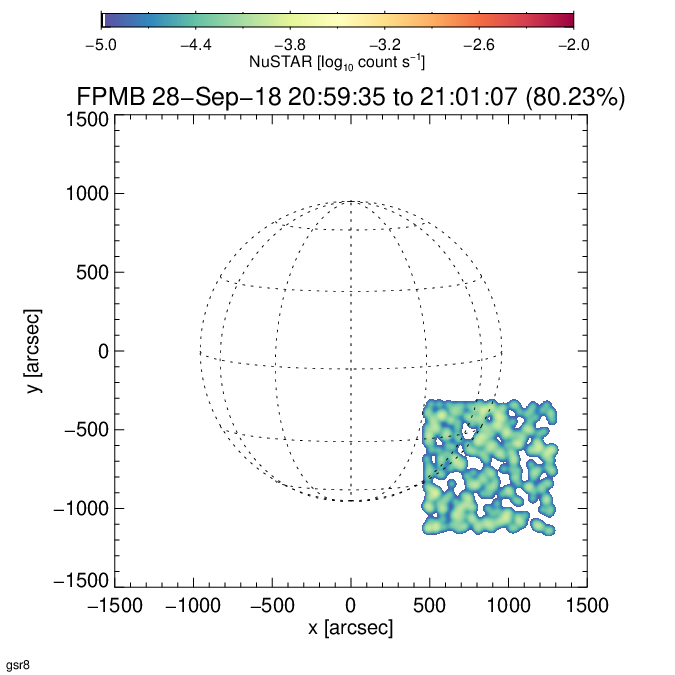 −5.0 −4.4 −3.8 −3.2 −2.6 −2.0
NuSTAR [log10 count s−1]
FPMB 28−Sep−18 20:59:35 to 21:01:07 (80.23%)
1500
1000
500
0
−500
−1000
−1500
y [arcsec]
−1500 −1000 −500 0 500 1000 1500
x [arcsec]
gsr8